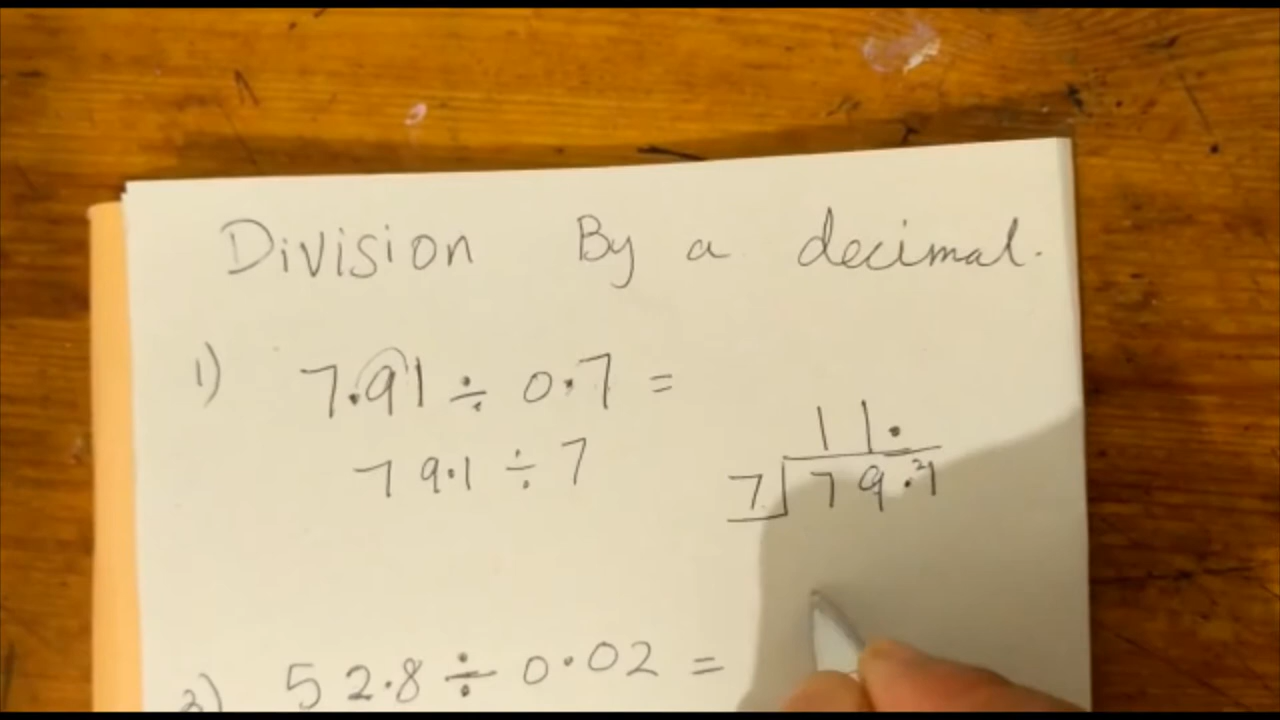 Division By a decimal.
1) 7.91 ÷ 0.7 =
79.1 ÷ 7
11.
7 79.²1
2) 52.8 ÷ 0.02 =